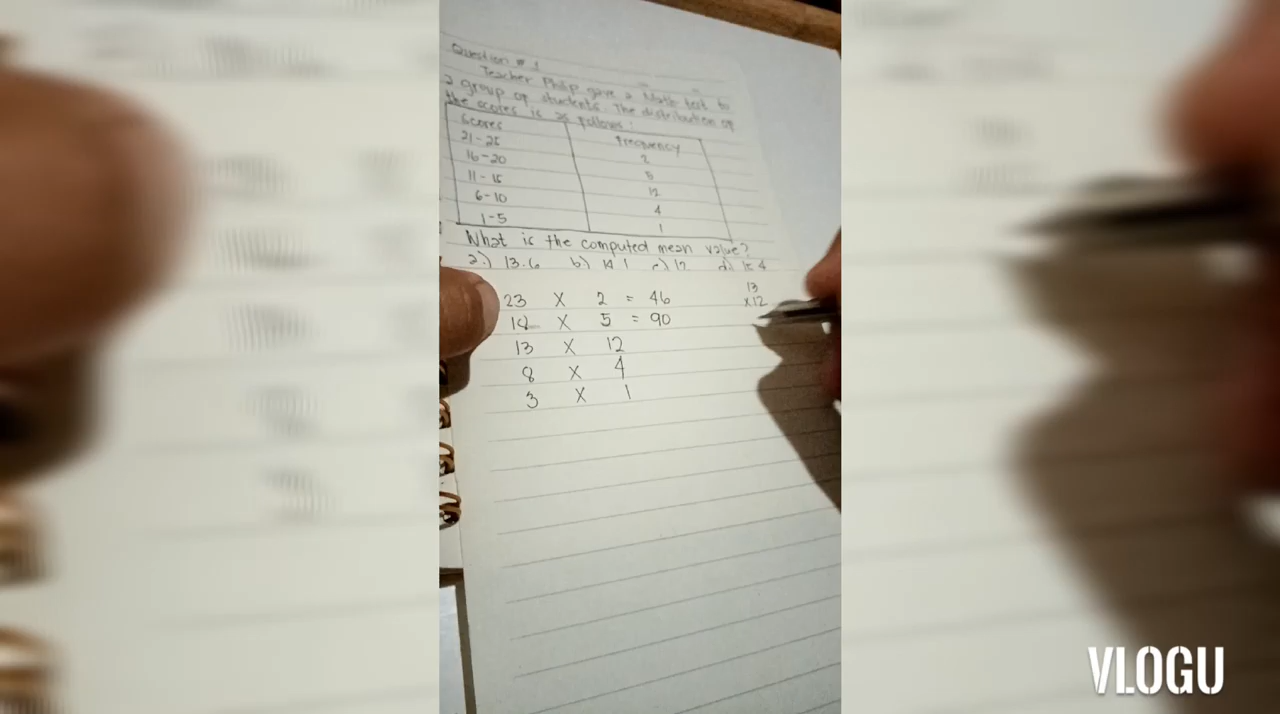 Question # 1
Teacher Philip gave a Math test to
a group of students. The distribution of
the scores is as follows:
Scores Frequency
21-25 2
16-20 5
11-15 12
6-10 4
1-5 1
What is the computed mean value?
a.) 13.6 b.) 14.1 c.) 12 d.)
13
x12
23 X 2 = 46
18 X 5 = 90
13 X 12
8 X 4
3 X 1
VLOGU